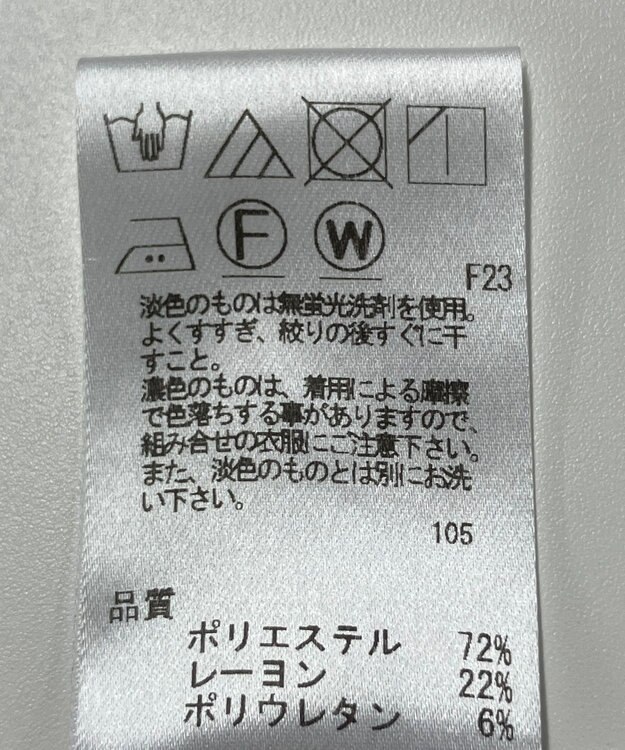 F W
F23
淡色のものは無蛍光洗剤を使用。
よくすすぎ、絞りの後すぐに干
すこと。
濃色のものは、着用による摩擦
で色落ちする事がありますので、
組み合せの衣服にご注意下さい。
また、淡色のものとは別にお洗
い下さい。
105
品質
ポリエステル 72%
レーヨン 22%
ポリウレタン 6%